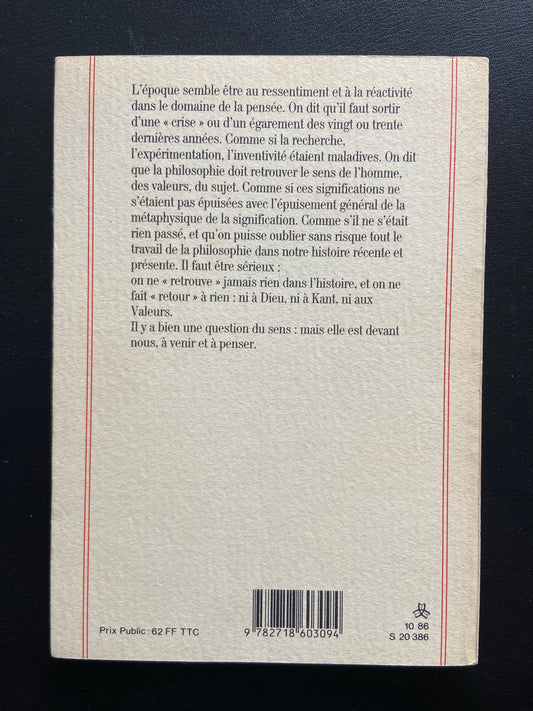 L'époque semble être au ressentiment et à la réactivité
dans le domaine de la pensée. On dit qu'il faut sortir
d'une « crise » ou d'un égarement des vingt ou trente
dernières années. Comme si la recherche,
l'expérimentation, l'inventivité étaient maladives. On dit
que la philosophie doit retrouver le sens de l'homme,
des valeurs, du sujet. Comme si ces significations ne
s'étaient pas épuisées avec l'épuisement général de la
métaphysique de la signification. Comme s'il ne s'était
rien passé, et qu'on puisse oublier sans risque tout le
travail de la philosophie dans notre histoire récente et
présente. Il faut être sérieux :
on ne « retrouve » jamais rien dans l'histoire, et on ne
fait « retour » à rien : ni à Dieu, ni à Kant, ni aux
Valeurs.
Il y a bien une question du sens : mais elle est devant
nous, à venir et à penser.
Prix Public : 62 FF TTC
9 782718 603094
10 86
S 20 386